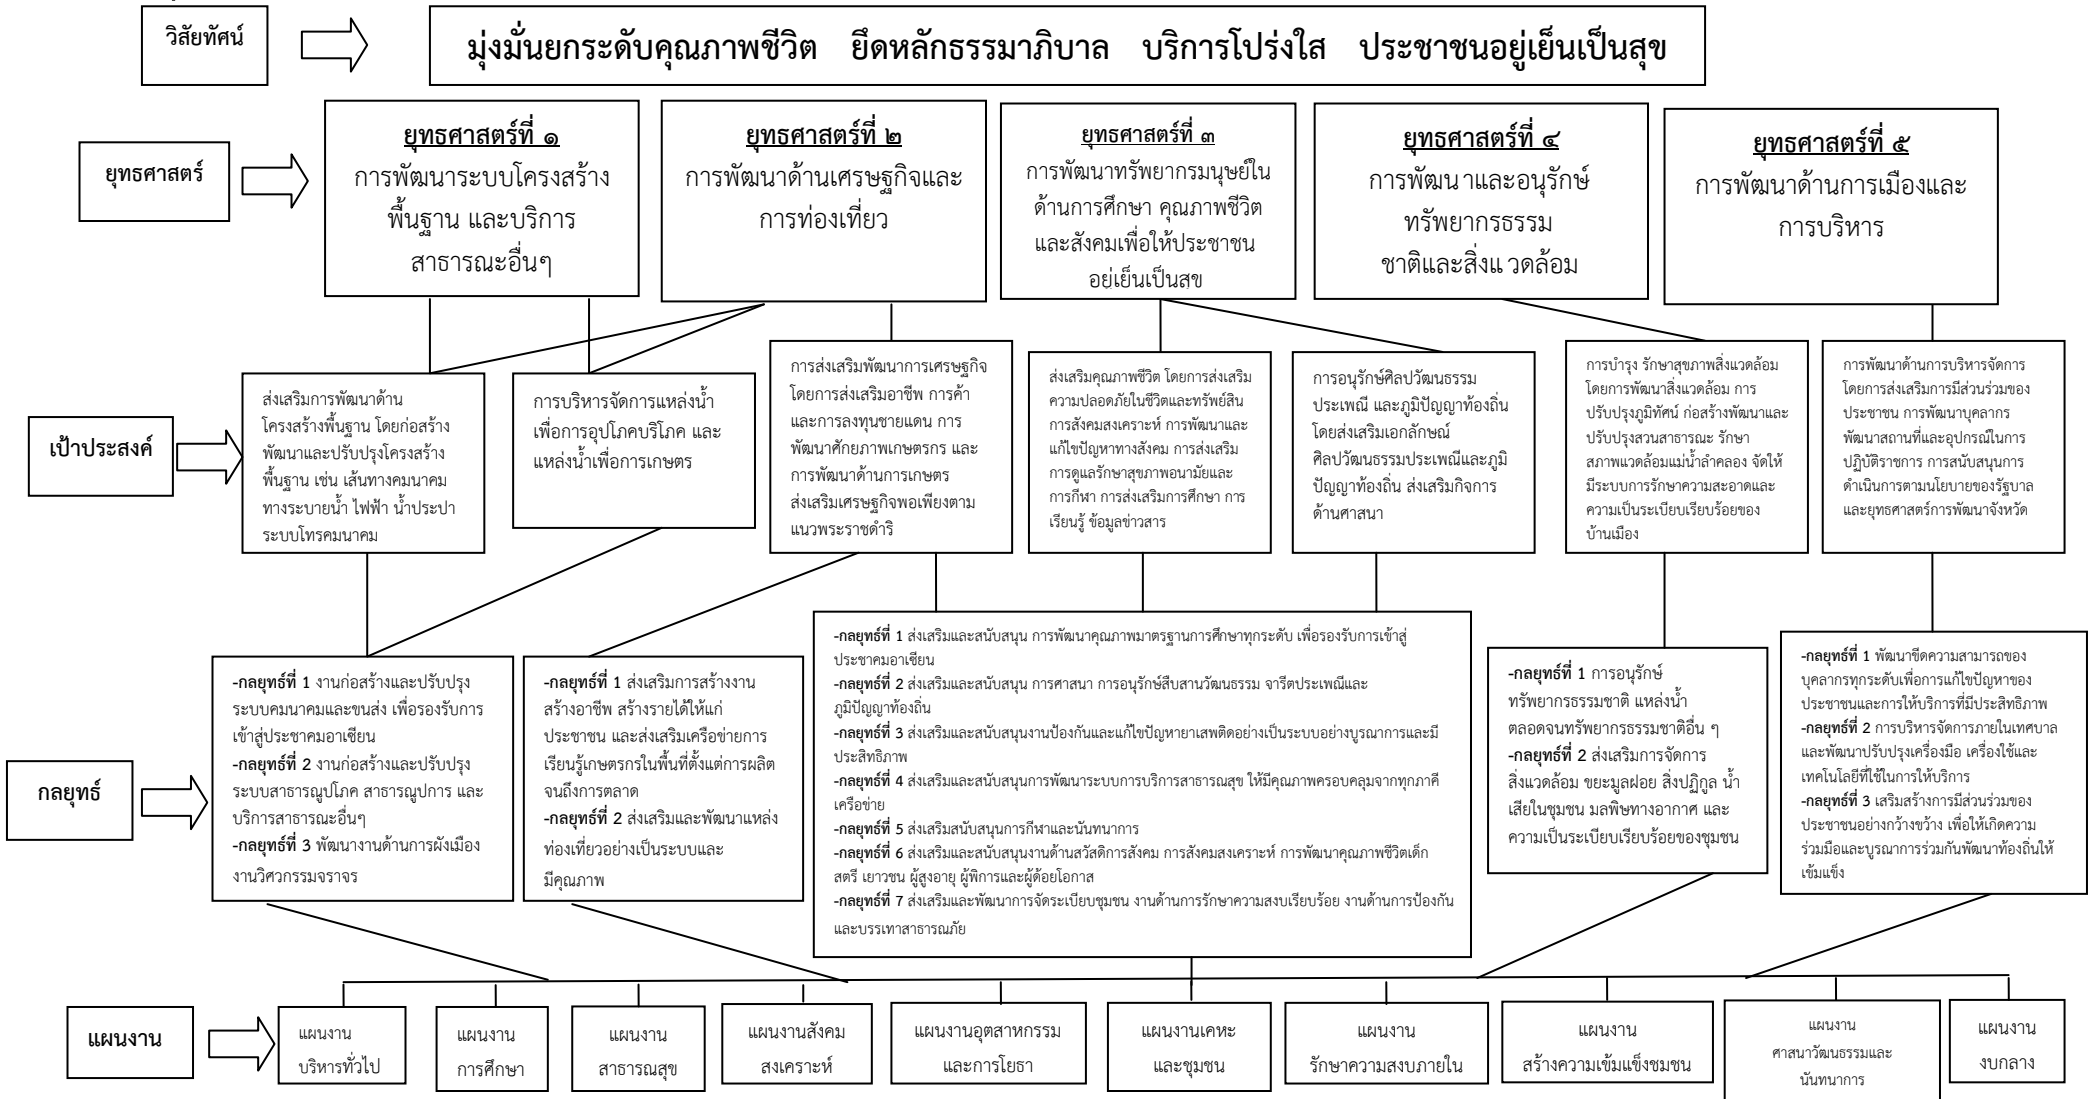 วิสัยทัศน์
มุ่งมั่นยกระดับคุณภาพชีวิต ยึดหลักธรรมาภิบาล บริการโปร่งใส ประชาชนอยู่เย็นเป็นสุข
ยุทธศาสตร์
ยุทธศาสตร์ที่ ๑
การพัฒนาระบบโครงสร้าง
พื้นฐาน และบริการ
สาธารณะอื่นๆ
ยุทธศาสตร์ที่ ๒
การพัฒนาด้านเศรษฐกิจและ
การท่องเที่ยว
ยุทธศาสตร์ที่ ๓
การพัฒนาทรัพยากรมนุษย์ใน
ด้านการศึกษา คุณภาพชีวิต
และสังคมเพื่อให้ประชาชน
อยู่เย็นเป็นสุข
ยุทธศาสตร์ที่ ๔
การพัฒนาและอนุรักษ์
ทรัพยากรธรรม
ชาติและสิ่งแวดล้อม
ยุทธศาสตร์ที่ ๕
การพัฒนาด้านการเมืองและ
การบริหาร
เป้าประสงค์
ส่งเสริมการพัฒนาด้าน
โครงสร้างพื้นฐาน โดยก่อสร้าง
พัฒนาและปรับปรุงโครงสร้าง
พื้นฐาน เช่น เส้นทางคมนาคม
ทางระบายน้ำ ไฟฟ้า น้ำประปา
ระบบโทรคมนาคม
การบริหารจัดการแหล่งน้ำ
เพื่อการอุปโภคบริโภค และ
แหล่งน้ำเพื่อการเกษตร
การส่งเสริมพัฒนาการเศรษฐกิจ
โดยการส่งเสริมอาชีพ การค้า
และการลงทุนชายแดน การ
พัฒนาศักยภาพเกษตรกร และ
การพัฒนาด้านการเกษตร
ส่งเสริมเศรษฐกิจพอเพียงตาม
แนวพระราชดำริ
ส่งเสริมคุณภาพชีวิต โดยการส่งเสริม
ความปลอดภัยในชีวิตและทรัพย์สิน
การสังคมสงเคราะห์ การพัฒนาและ
แก้ไขปัญหาทางสังคม การส่งเสริม
การดูแลรักษาสุขภาพอนามัยและ
การกีฬา การส่งเสริมการศึกษา การ
เรียนรู้ ข้อมูลข่าวสาร
การอนุรักษ์ศิลปวัฒนธรรม
ประเพณี และภูมิปัญญาท้องถิ่น
โดยส่งเสริมเอกลักษณ์
ศิลปวัฒนธรรมประเพณีและภูมิ
ปัญญาท้องถิ่น ส่งเสริมกิจการ
ด้านศาสนา
การบำรุง รักษาสุขภาพสิ่งแวดล้อม
โดยการพัฒนาสิ่งแวดล้อม การ
ปรับปรุงภูมิทัศน์ ก่อสร้างพัฒนาและ
ปรับปรุงสวนสาธารณะ รักษา
สภาพแวดล้อมแม่น้ำลำคลอง จัดให้
มีระบบการรักษาความสะอาดและ
ความเป็นระเบียบเรียบร้อยของ
บ้านเมือง
การพัฒนาด้านการบริหารจัดการ
โดยการส่งเสริมการมีส่วนร่วมของ
ประชาชน การพัฒนาบุคลากร
พัฒนาสถานที่และอุปกรณ์ในการ
ปฏิบัติราชการ การสนับสนุนการ
ดำเนินการตามนโยบายของรัฐบาล
และยุทธศาสตร์การพัฒนาจังหวัด
กลยุทธ์
-กลยุทธ์ที่ 1 งานก่อสร้างและปรับปรุง
ระบบคมนาคมและขนส่ง เพื่อรองรับการ
เข้าสู่ประชาคมอาเซียน
-กลยุทธ์ที่ 2 งานก่อสร้างและปรับปรุง
ระบบสาธารณูปโภค สาธารณูปการ และ
บริการสาธารณะอื่นๆ
-กลยุทธ์ที่ 3 พัฒนางานด้านการผังเมือง
งานวิศวกรรมจราจร
-กลยุทธ์ที่ 1 ส่งเสริมการสร้างงาน
สร้างอาชีพ สร้างรายได้ให้แก่
ประชาชน และส่งเสริมเครือข่ายการ
เรียนรู้เกษตรกรในพื้นที่ตั้งแต่การผลิต
จนถึงการตลาด
-กลยุทธ์ที่ 2 ส่งเสริมและพัฒนาแหล่ง
ท่องเที่ยวอย่างเป็นระบบและ
มีคุณภาพ
-กลยุทธ์ที่ 1 ส่งเสริมและสนับสนุน การพัฒนาคุณภาพมาตรฐานการศึกษาทุกระดับ เพื่อรองรับการเข้าสู่
ประชาคมอาเซียน
-กลยุทธ์ที่ 2 ส่งเสริมและสนับสนุน การศาสนา การอนุรักษ์สืบสานวัฒนธรรม จารีตประเพณีและ
ภูมิปัญญาท้องถิ่น
-กลยุทธ์ที่ 3 ส่งเสริมและสนับสนุนงานป้องกันและแก้ไขปัญหายาเสพติดอย่างเป็นระบบอย่างบูรณาการและมี
ประสิทธิภาพ
-กลยุทธ์ที่ 4 ส่งเสริมและสนับสนุนการพัฒนาระบบการบริการสาธารณสุข ให้มีคุณภาพครอบคลุมจากทุกภาคี
เครือข่าย
-กลยุทธ์ที่ 5 ส่งเสริมสนับสนุนการกีฬาและนันทนาการ
-กลยุทธ์ที่ 6 ส่งเสริมและสนับสนุนงานด้านสวัสดิการสังคม การสังคมสงเคราะห์ การพัฒนาคุณภาพชีวิตเด็ก
สตรี เยาวชน ผู้สูงอายุ ผู้พิการและผู้ด้อยโอกาส
-กลยุทธ์ที่ 7 ส่งเสริมและพัฒนาการจัดระเบียบชุมชน งานด้านการรักษาความสงบเรียบร้อย งานด้านการป้องกัน
และบรรเทาสาธารณภัย
-กลยุทธ์ที่ 1 การอนุรักษ์
ทรัพยากรธรรมชาติ แหล่งน้ำ
ตลอดจนทรัพยากรธรรมชาติอื่น ๆ
-กลยุทธ์ที่ 2 ส่งเสริมการจัดการ
สิ่งแวดล้อม ขยะมูลฝอย สิ่งปฏิกูล น้ำ
เสียในชุมชน มลพิษทางอากาศ และ
ความเป็นระเบียบเรียบร้อยของชุมชน
-กลยุทธ์ที่ 1 พัฒนาขีดความสามารถของ
บุคลากรทุกระดับเพื่อการแก้ไขปัญหาของ
ประชาชนและการให้บริการที่มีประสิทธิภาพ
-กลยุทธ์ที่ 2 การบริหารจัดการภายในเทศบาล
และพัฒนาปรับปรุงเครื่องมือ เครื่องใช้และ
เทคโนโลยีที่ใช้ในการให้บริการ
-กลยุทธ์ที่ 3 เสริมสร้างการมีส่วนร่วมของ
ประชาชนอย่างกว้างขว้าง เพื่อให้เกิดความ
ร่วมมือและบูรณาการร่วมกันพัฒนาท้องถิ่นให้
เข้มแข็ง
แผนงาน
แผนงาน
บริหารทั่วไป
แผนงาน
การศึกษา
แผนงาน
สาธารณสุข
แผนงานสังคม
สงเคราะห์
แผนงานอุตสาหกรรม
และการโยธา
แผนงานเคหะ
และชุมชน
แผนงาน
รักษาความสงบภายใน
แผนงาน
สร้างความเข้มแข็งชุมชน
แผนงาน
ศาสนาวัฒนธรรมและ
นันทนาการ
แผนงาน
งบกลาง